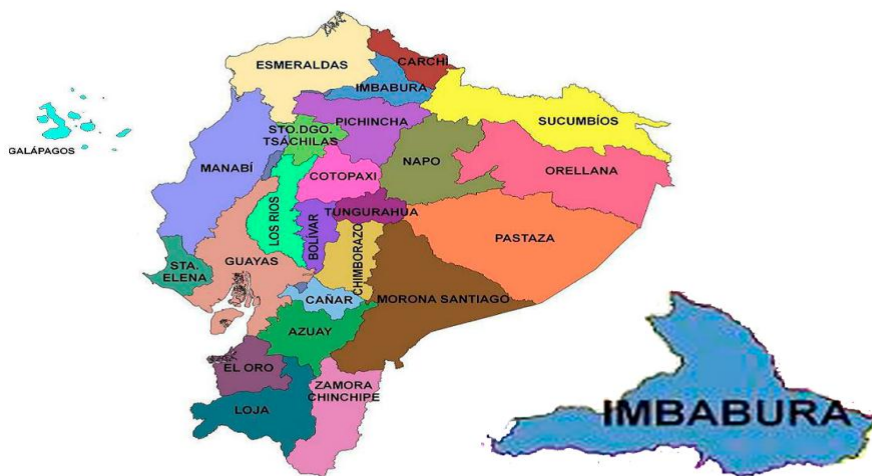 ESMERALDAS
CARCHI
IMBABURA
SUCUMBÍOS
GALÁPAGOS
PICHINCHA
STO.DGO.
TSÁCHILAS
MANABÍ
NAPO
ORELLANA
COTOPAXI
LOS RIOS
BOLÍVAR
TUNGURAHUA
CHIMBORAZO
PASTAZA
STA.
ELENA
GUAYAS
CAÑAR
MORONA SANTIAGO
AZUAY
EL ORO
ZAMORA
CHINCHIPE
LOJA
IMBABURA